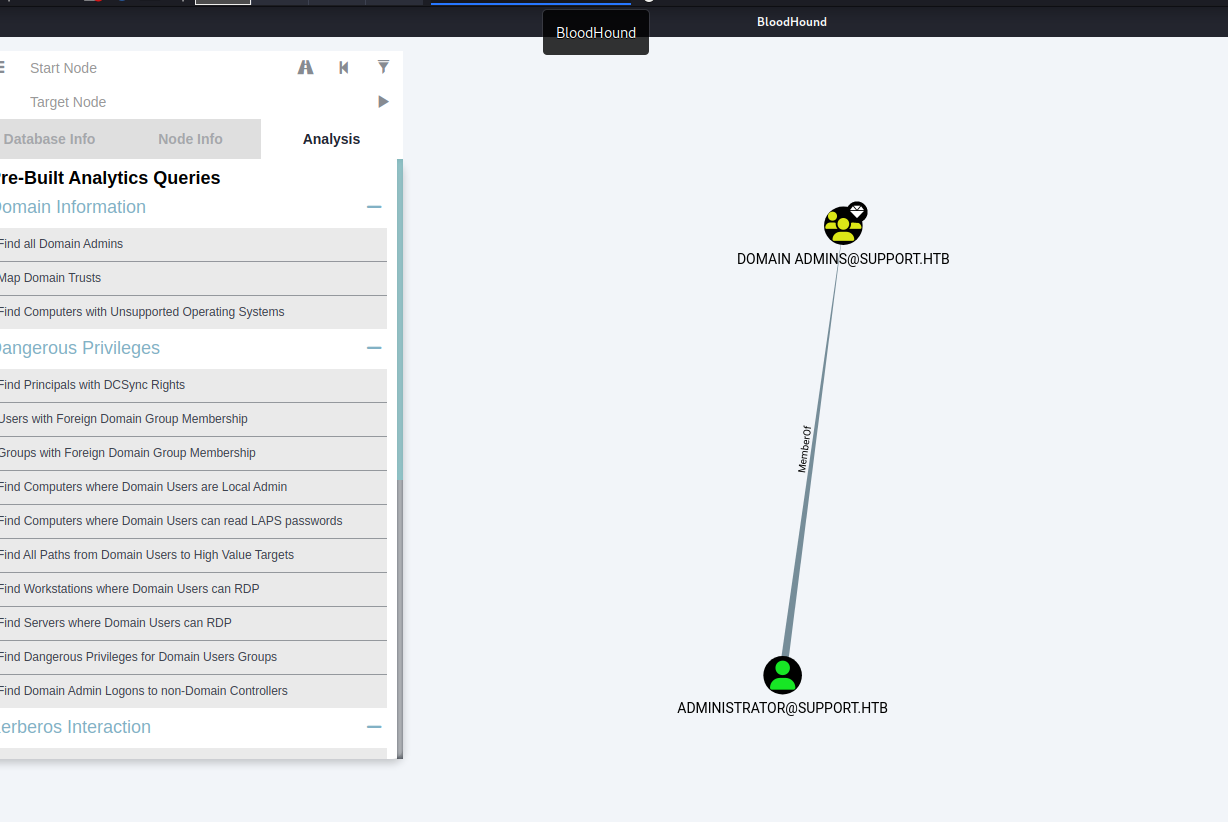 BloodHound
BloodHound
Start Node
Target Node
Database Info
Node Info
Analysis
re-Built Analytics Queries
omain Information
Find all Domain Admins
Map Domain Trusts
Find Computers with Unsupported Operating Systems
angerous Privileges
Find Principals with DCSync Rights
Users with Foreign Domain Group Membership
Groups with Foreign Domain Group Membership
Find Computers where Domain Users are Local Admin
Find Computers where Domain Users can read LAPS passwords
Find All Paths from Domain Users to High Value Targets
Find Workstations where Domain Users can RDP
Find Servers where Domain Users can RDP
Find Dangerous Privileges for Domain Users Groups
Find Domain Admin Logons to non-Domain Controllers
erberos Interaction
DOMAIN ADMINS@SUPPORT.HTB
MemberOf
ADMINISTRATOR@SUPPORT.HTB